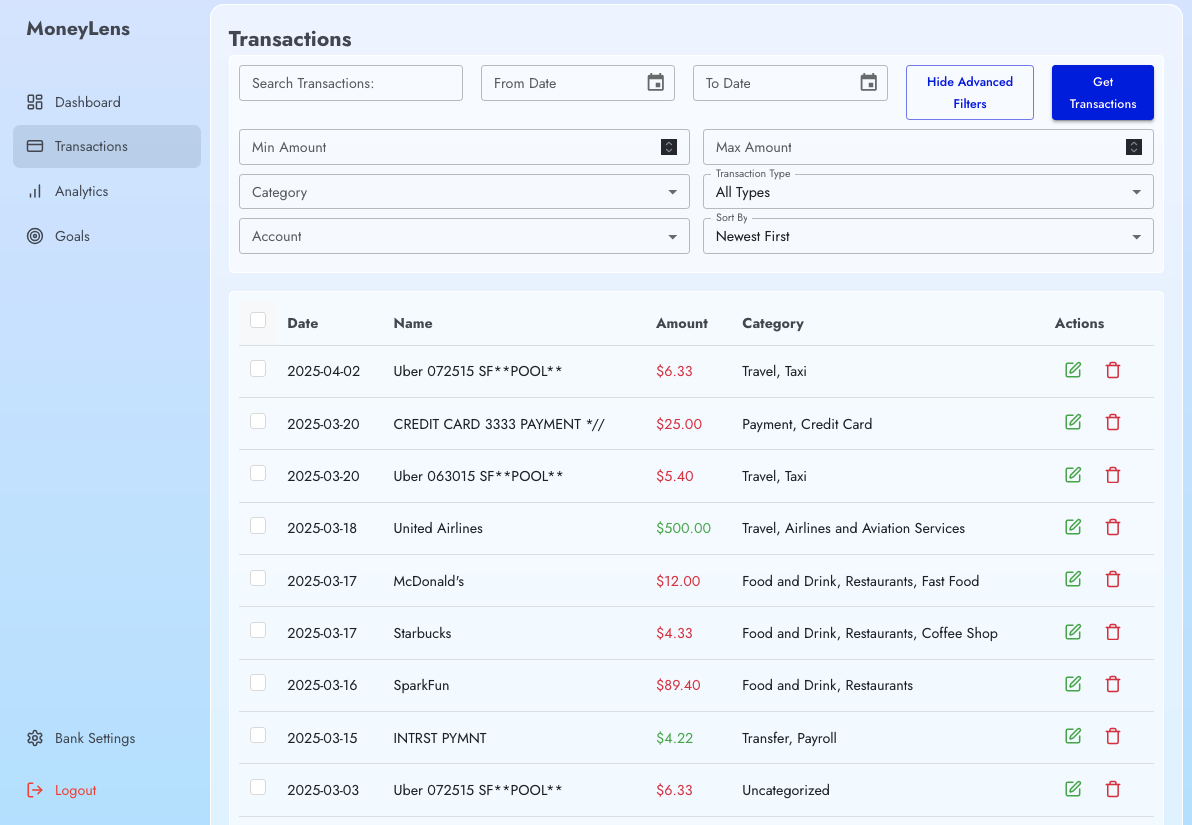 MoneyLens
Dashboard
Transactions
Analytics
Goals
Bank Settings
Logout
Transactions
Search Transactions:
From Date
To Date
Hide Advanced
Filters
Get
Transactions
Min Amount
Max Amount
Category
Transaction Type
All Types
Account
Sort By
Newest First
Date Name Amount Category Actions
2025-04-02 Uber 072515 SF**POOL** $6.33 Travel, Taxi
2025-03-20 CREDIT CARD 3333 PAYMENT *// $25.00 Payment, Credit Card
2025-03-20 Uber 063015 SF**POOL** $5.40 Travel, Taxi
2025-03-18 United Airlines $500.00 Travel, Airlines and Aviation Services
2025-03-17 McDonald's $12.00 Food and Drink, Restaurants, Fast Food
2025-03-17 Starbucks $4.33 Food and Drink, Restaurants, Coffee Shop
2025-03-16 SparkFun $89.40 Food and Drink, Restaurants
2025-03-15 INTRST PYMNT $4.22 Transfer, Payroll
2025-03-03 Uber 072515 SF**POOL** $6.33 Uncategorized